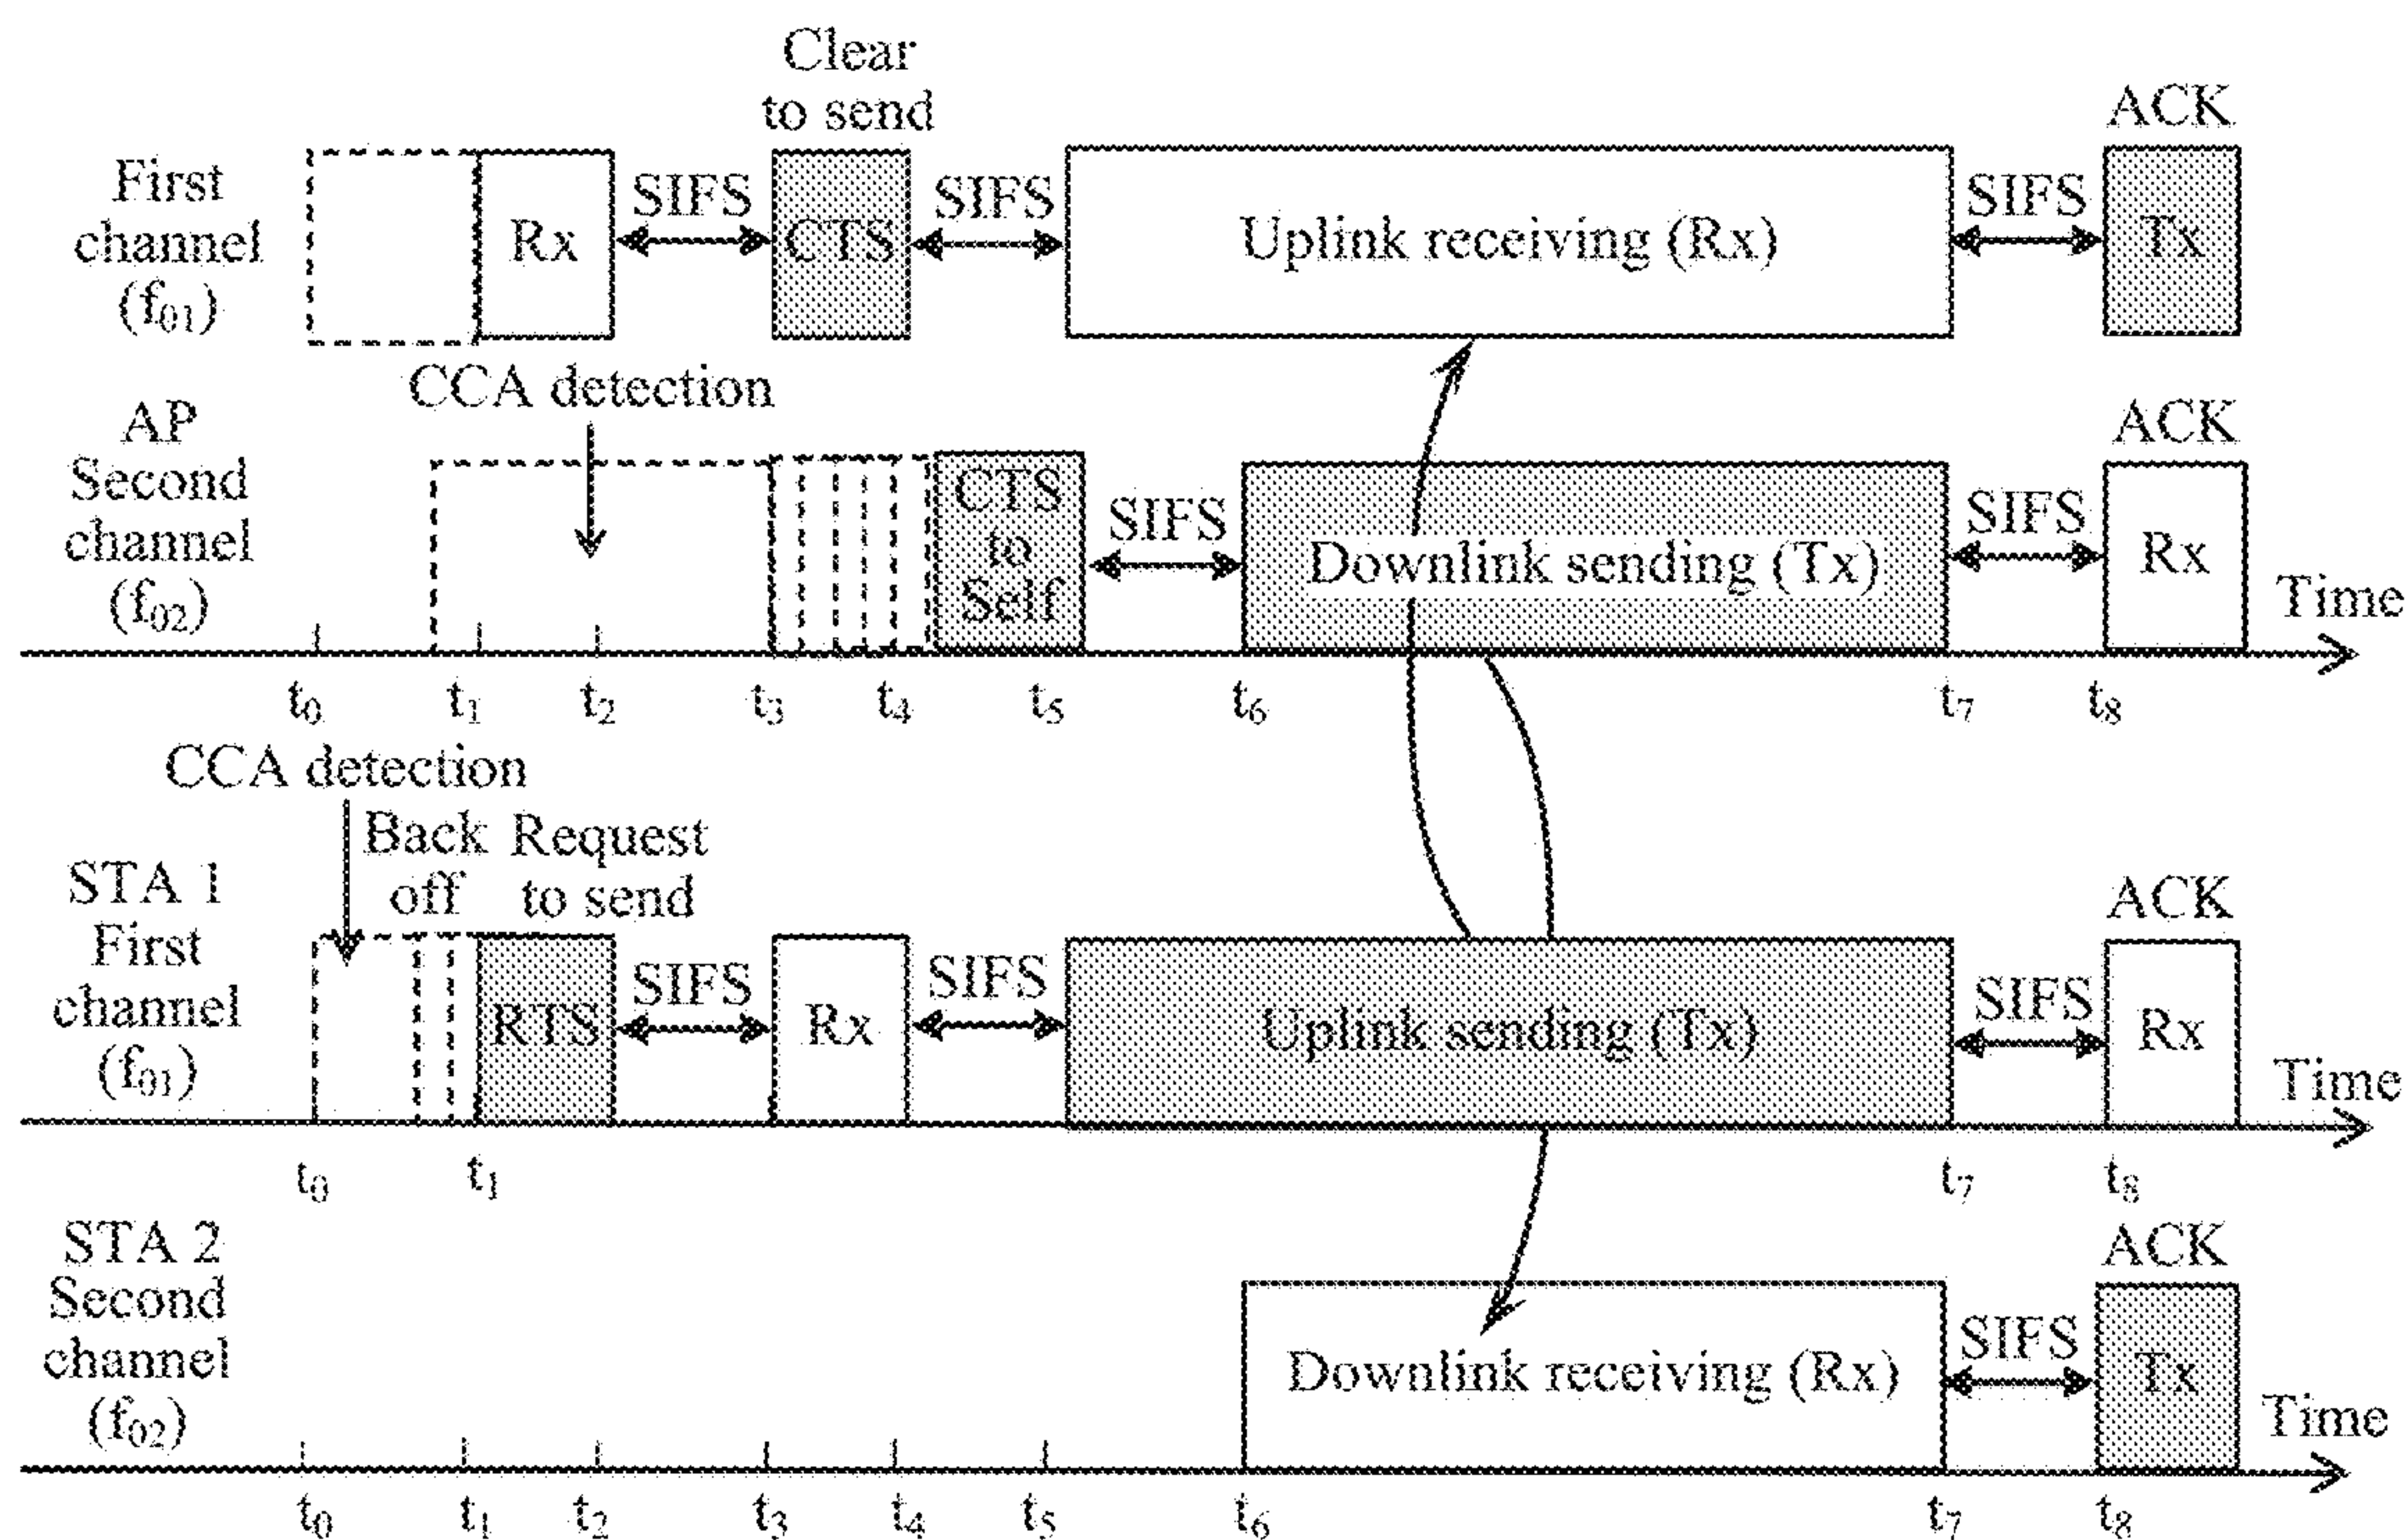 Clear
to send
ACK
First
channel
(f₀₁)
Rx
SIFS
CTS
SIFS
Uplink receiving (Rx)
SIFS
Tx
CCA detection
AP
Second
channel
(f₀₂)
CTS
to
Self
SIFS
Downlink sending (Tx)
SIFS
ACK
Rx
Time
t₀ t₁ t₂ t₃ t₄ t₅ t₆ t₇ t₈
CCA detection
Back
off
Request
to send
STA 1
First
channel
(f₀₁)
RTS
SIFS
Rx
SIFS
Uplink sending (Tx)
SIFS
ACK
Rx
Time
t₀ t₁ t₇ t₈
STA 2
Second
channel
(f₀₂)
Downlink receiving (Rx)
SIFS
ACK
Tx
Time
t₀ t₁ t₂ t₃ t₄ t₅ t₆ t₇ t₈